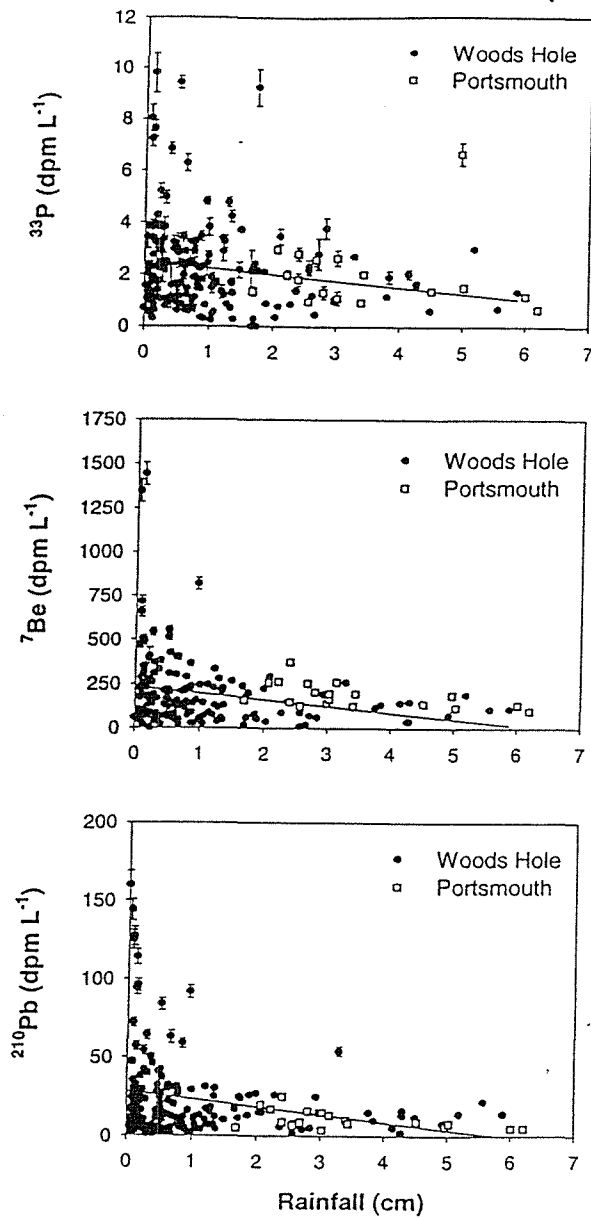 12
10
8
6
4
2
0
³³P (dpm L⁻¹)
Woods Hole
Portsmouth
0 1 2 3 4 5 6 7
1750
1500
1250
1000
750
500
250
0
⁷Be (dpm L⁻¹)
Woods Hole
Portsmouth
0 1 2 3 4 5 6 7
200
150
100
50
0
²¹⁰Pb (dpm L⁻¹)
Woods Hole
Portsmouth
0 1 2 3 4 5 6 7
Rainfall (cm)